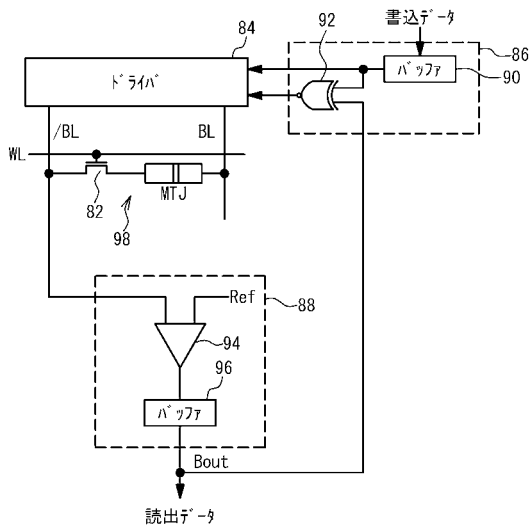 書込データ
84
92
86
ドライバ
バッファ
90
/BL
BL
WL
82
MTJ
98
Ref
88
94
96
バッファ
Bout
読出データ